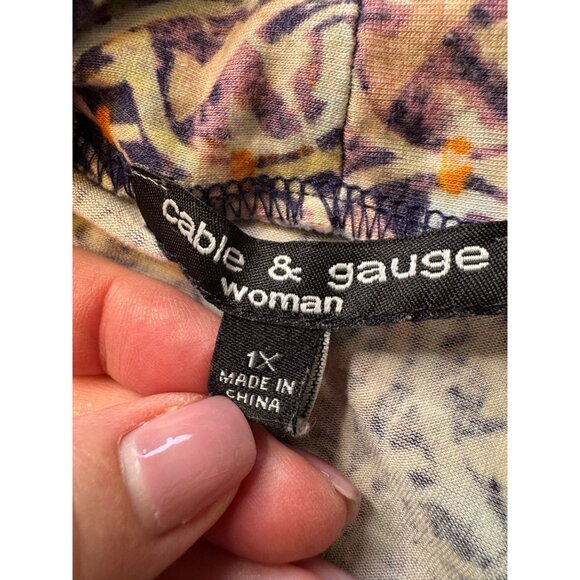 cable & gauge
woman
1X
MADE IN
CHINA